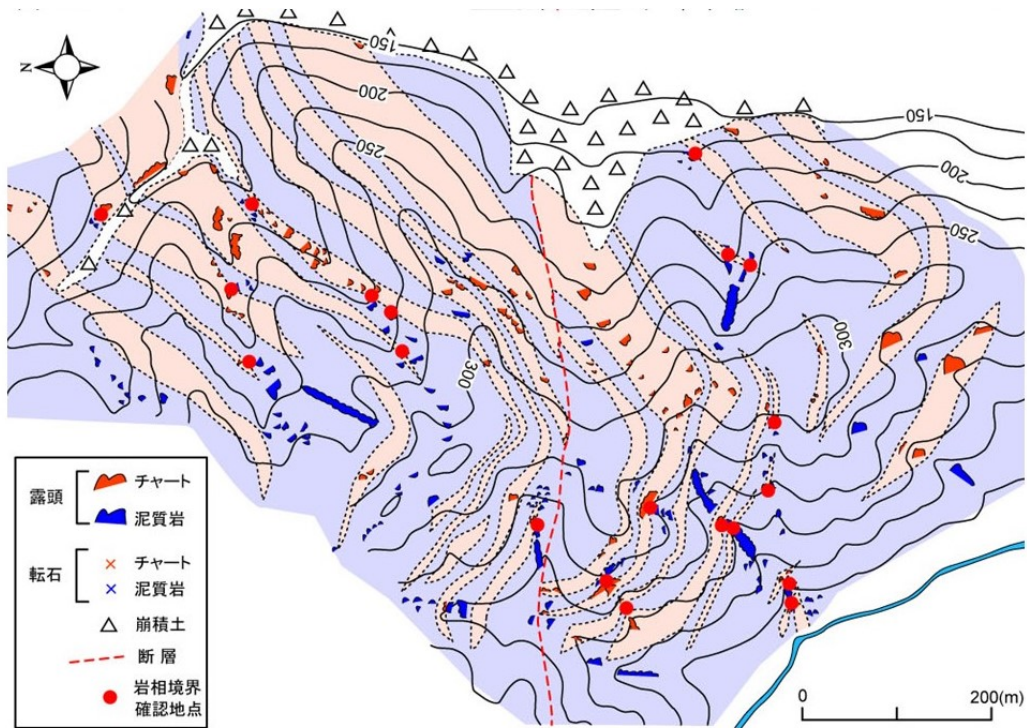 N
150
200
250
150
200
250
300
300
露頭
チャート
泥質岩
転石
チャート
泥質岩
崩積土
断 層
岩相境界
確認地点
0
200(m)